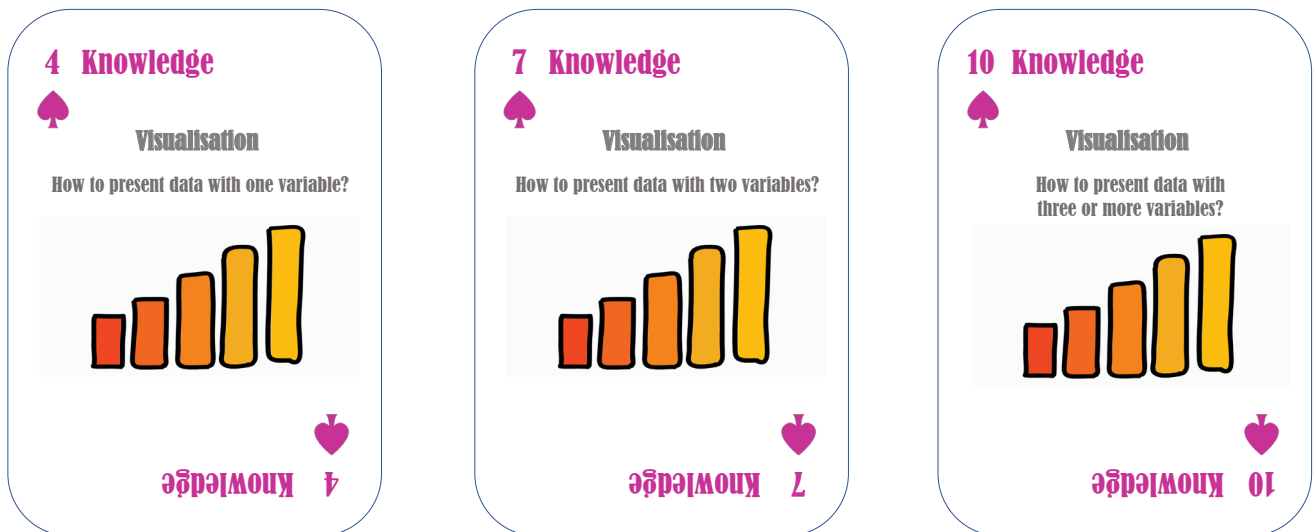 4 Knowledge
Visualisation
How to present data with one variable?
4 Knowledge
7 Knowledge
Visualisation
How to present data with two variables?
7 Knowledge
10 Knowledge
Visualisation
How to present data with
three or more variables?
10 Knowledge